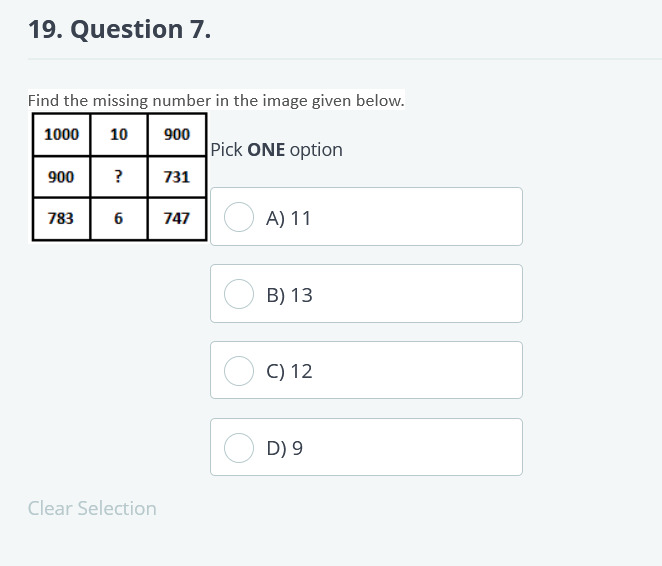 19. Question 7.
Find the missing number in the image given below.
1000 10 900
900 ? 731
783 6 747
Pick ONE option
A) 11
B) 13
C) 12
D) 9
Clear Selection